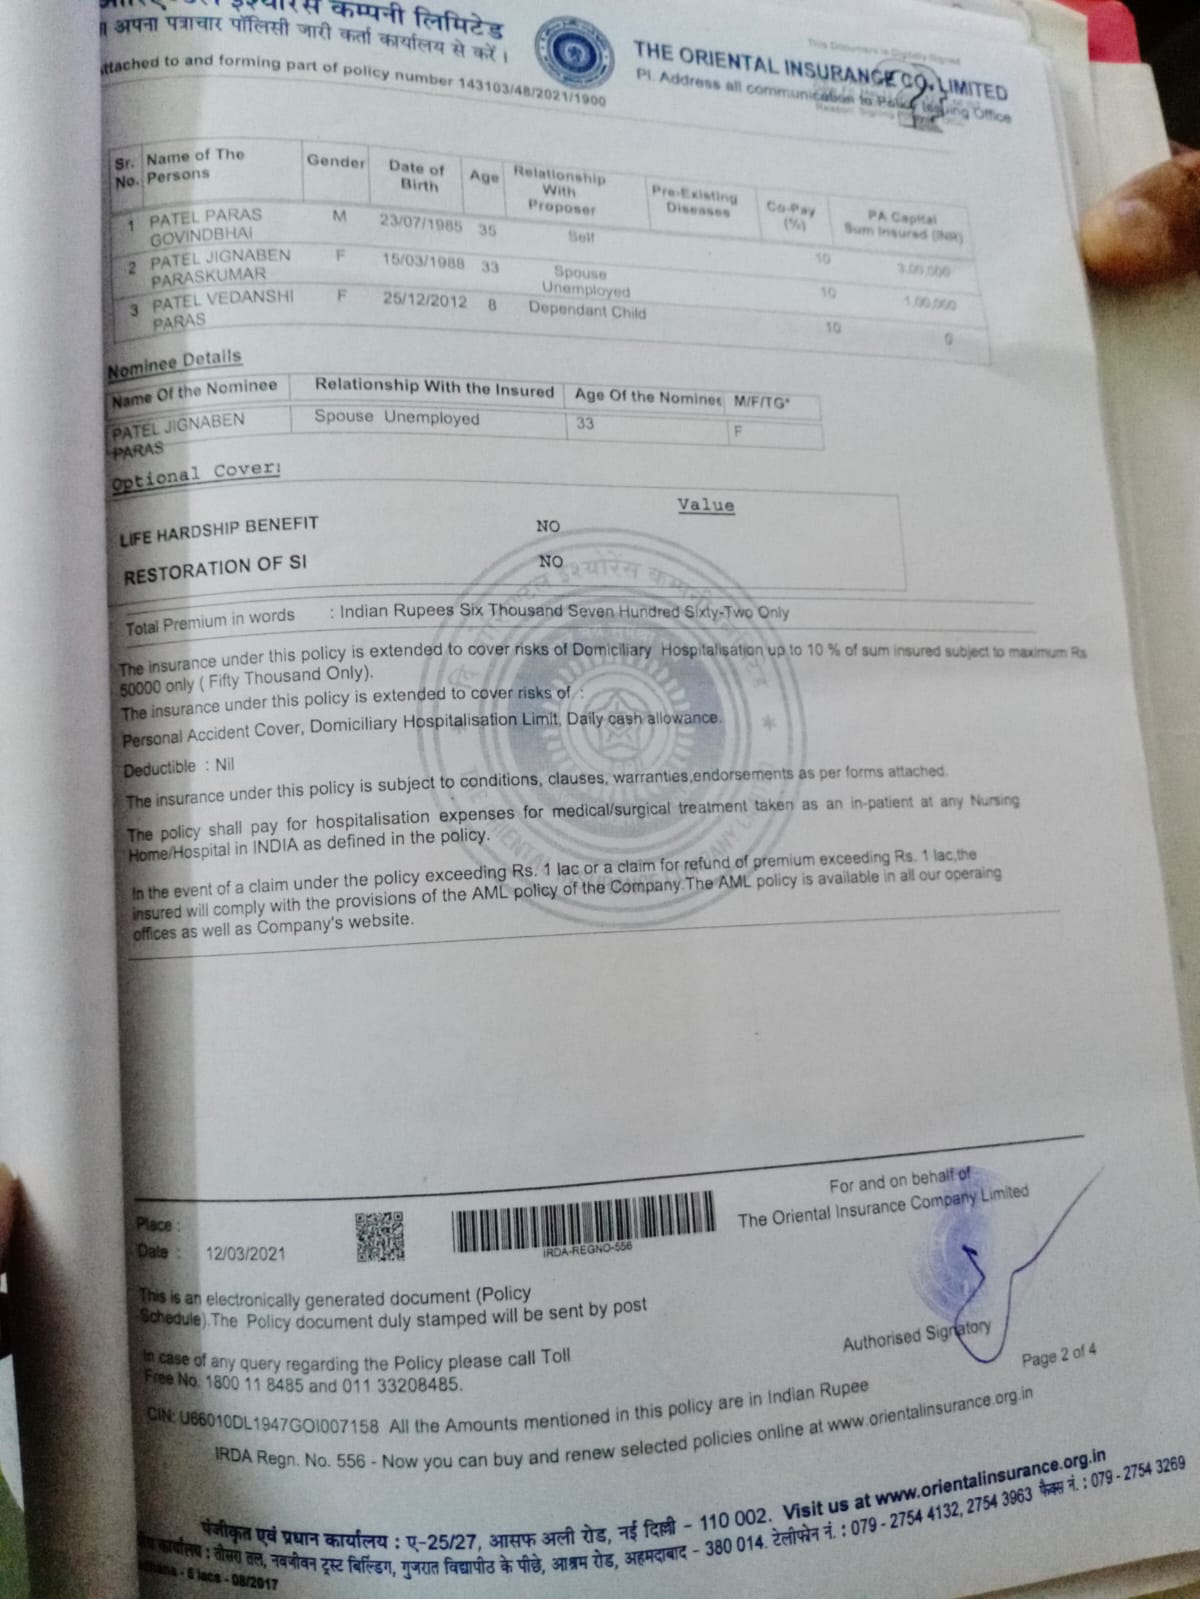 इंश्योरेंस कम्पनी लिमिटेड
अपना पत्राचार पॉलिसी जारी कर्ता कार्यालय से करें।
THE ORIENTAL INSURANCE CO. LIMITED
Pl. Address all communication to Policy Issuing Office
This Document is Digitally Signed
attached to and forming part of policy number 143103/48/2021/1900
Sr. No. Name of The Persons Gender Date of Birth Age Relationship With Proposer Pre-Existing Diseases Co-Pay (%) PA Capital Sum Insured (INR)
1 PATEL PARAS GOVINDBHAI M 23/07/1985 35 Self 10 3,00,000
2 PATEL JIGNABEN PARASKUMAR F 15/03/1988 33 Spouse Unemployed 10 1,00,000
3 PATEL VEDANSHI PARAS F 25/12/2012 8 Dependant Child 10 0
Nominee Details
Name Of the Nominee Relationship With the Insured Age Of the Nominee M/F/TG*
PATEL JIGNABEN PARAS Spouse Unemployed 33 F
Optional Cover:
Value
LIFE HARDSHIP BENEFIT NO
RESTORATION OF SI NO
Total Premium in words : Indian Rupees Six Thousand Seven Hundred Sixty-Two Only
The insurance under this policy is extended to cover risks of Domiciliary Hospitalisation up to 10 % of sum insured subject to maximum Rs
50000 only ( Fifty Thousand Only).
The insurance under this policy is extended to cover risks of :
Personal Accident Cover, Domiciliary Hospitalisation Limit, Daily cash allowance.
Deductible : Nil
The insurance under this policy is subject to conditions, clauses, warranties,endorsements as per forms attached.
The policy shall pay for hospitalisation expenses for medical/surgical treatment taken as an in-patient at any Nursing
Home/Hospital in INDIA as defined in the policy.
In the event of a claim under the policy exceeding Rs. 1 lac or a claim for refund of premium exceeding Rs. 1 lac,the
insured will comply with the provisions of the AML policy of the Company.The AML policy is available in all our operaing
offices as well as Company's website.
Place :
Date : 12/03/2021
IRDA-REGNO-556
For and on behalf of
The Oriental Insurance Company Limited
This is an electronically generated document (Policy
Schedule).The Policy document duly stamped will be sent by post
Authorised Signatory
In case of any query regarding the Policy please call Toll
Free No. 1800 11 8485 and 011 33208485.
Page 2 of 4
CIN: U66010DL1947GOI007158 All the Amounts mentioned in this policy are in Indian Rupee
IRDA Regn. No. 556 - Now you can buy and renew selected policies online at www.orientalinsurance.org.in
पंजीकृत एवं प्रधान कार्यालय : ए-25/27, आसफ अली रोड, नई दिल्ली - 110 002. Visit us at www.orientalinsurance.org.in
कार्यालय : तीसरा तल, नवजीवन ट्रस्ट बिल्डिंग, गुजरात विद्यापीठ के पीछे, आश्रम रोड, अहमदाबाद - 380 014. टेलीफोन नं. : 079 - 2754 4132, 2754 3963 फैक्स नं. : 079 - 2754 3269
- 6 lacs - 08/2017